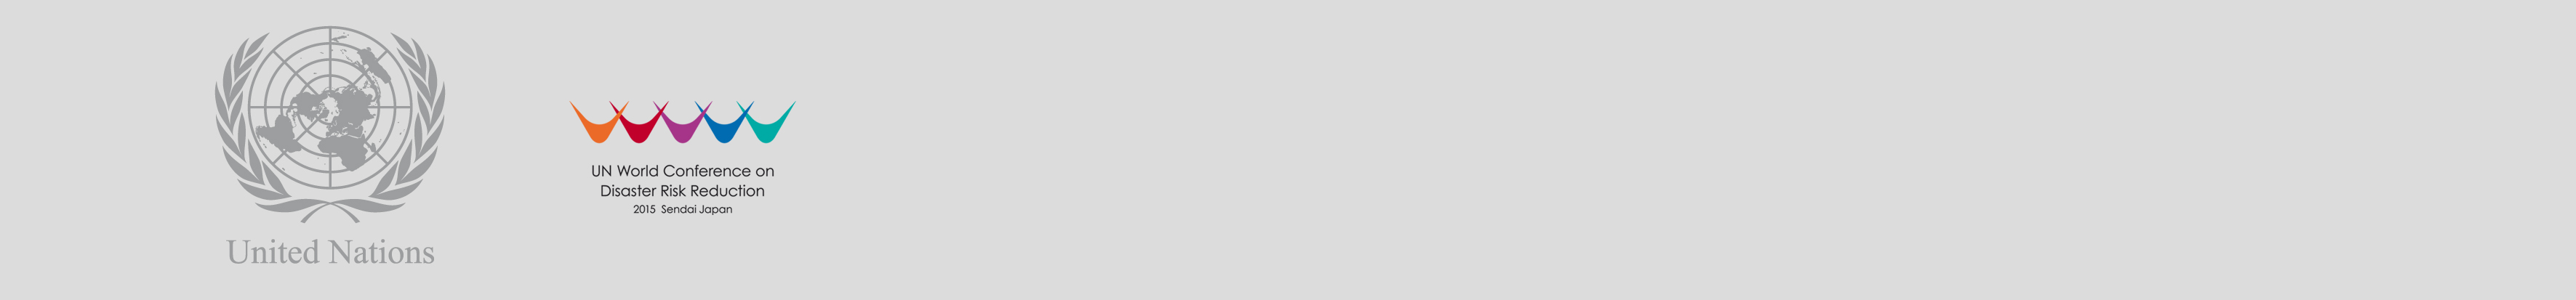 United Nations
UN World Conference on
Disaster Risk Reduction
2015 Sendai Japan